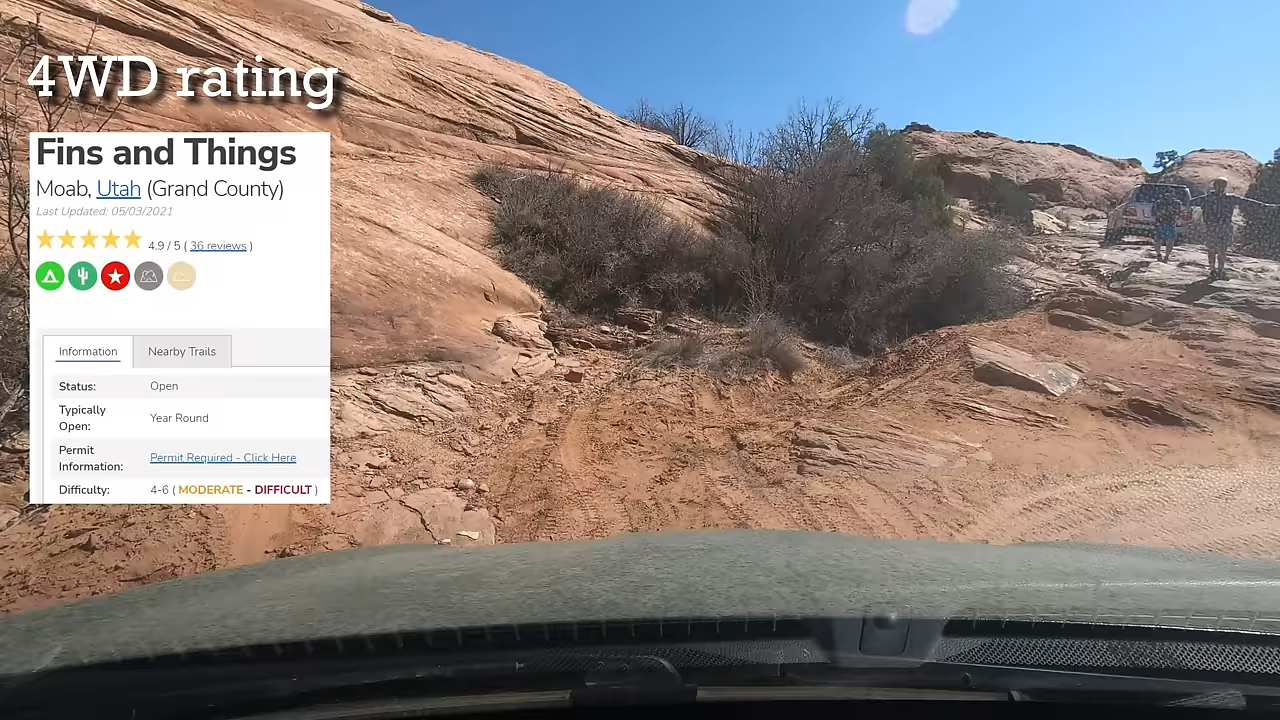 4WD rating
Fins and Things
Moab, Utah (Grand County)
Last Updated: 05/03/2021
4.9 / 5 ( 36 reviews )
Information
Nearby Trails
Status: Open
Typically Open: Year Round
Permit Information: Permit Required - Click Here
Difficulty: 4-6 ( MODERATE - DIFFICULT )